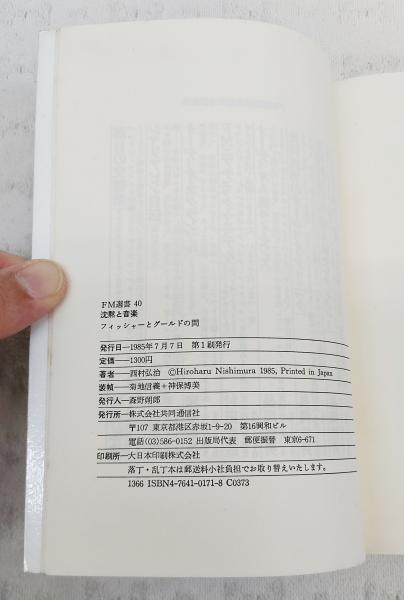 FM選書 40
沈黙と音楽
フィッシャーとグールドの間
発行日―1985年7月7日 第1刷発行
定価―1300円
著者―西村弘治 ©Hiroharu Nishimura 1985, Printed in Japan
装幀―菊地信義+神保博美
発行人―森野朔郎
発行所―株式会社共同通信社
〒107 東京都港区赤坂1-9-20 第16興和ビル
電話(03)586-0152 出版局代表 郵便振替 東京6-671
印刷所―大日本印刷株式会社
落丁・乱丁本は郵送料小社負担でお取り替えいたします。
1366 ISBN4-7641-0171-8 C0373